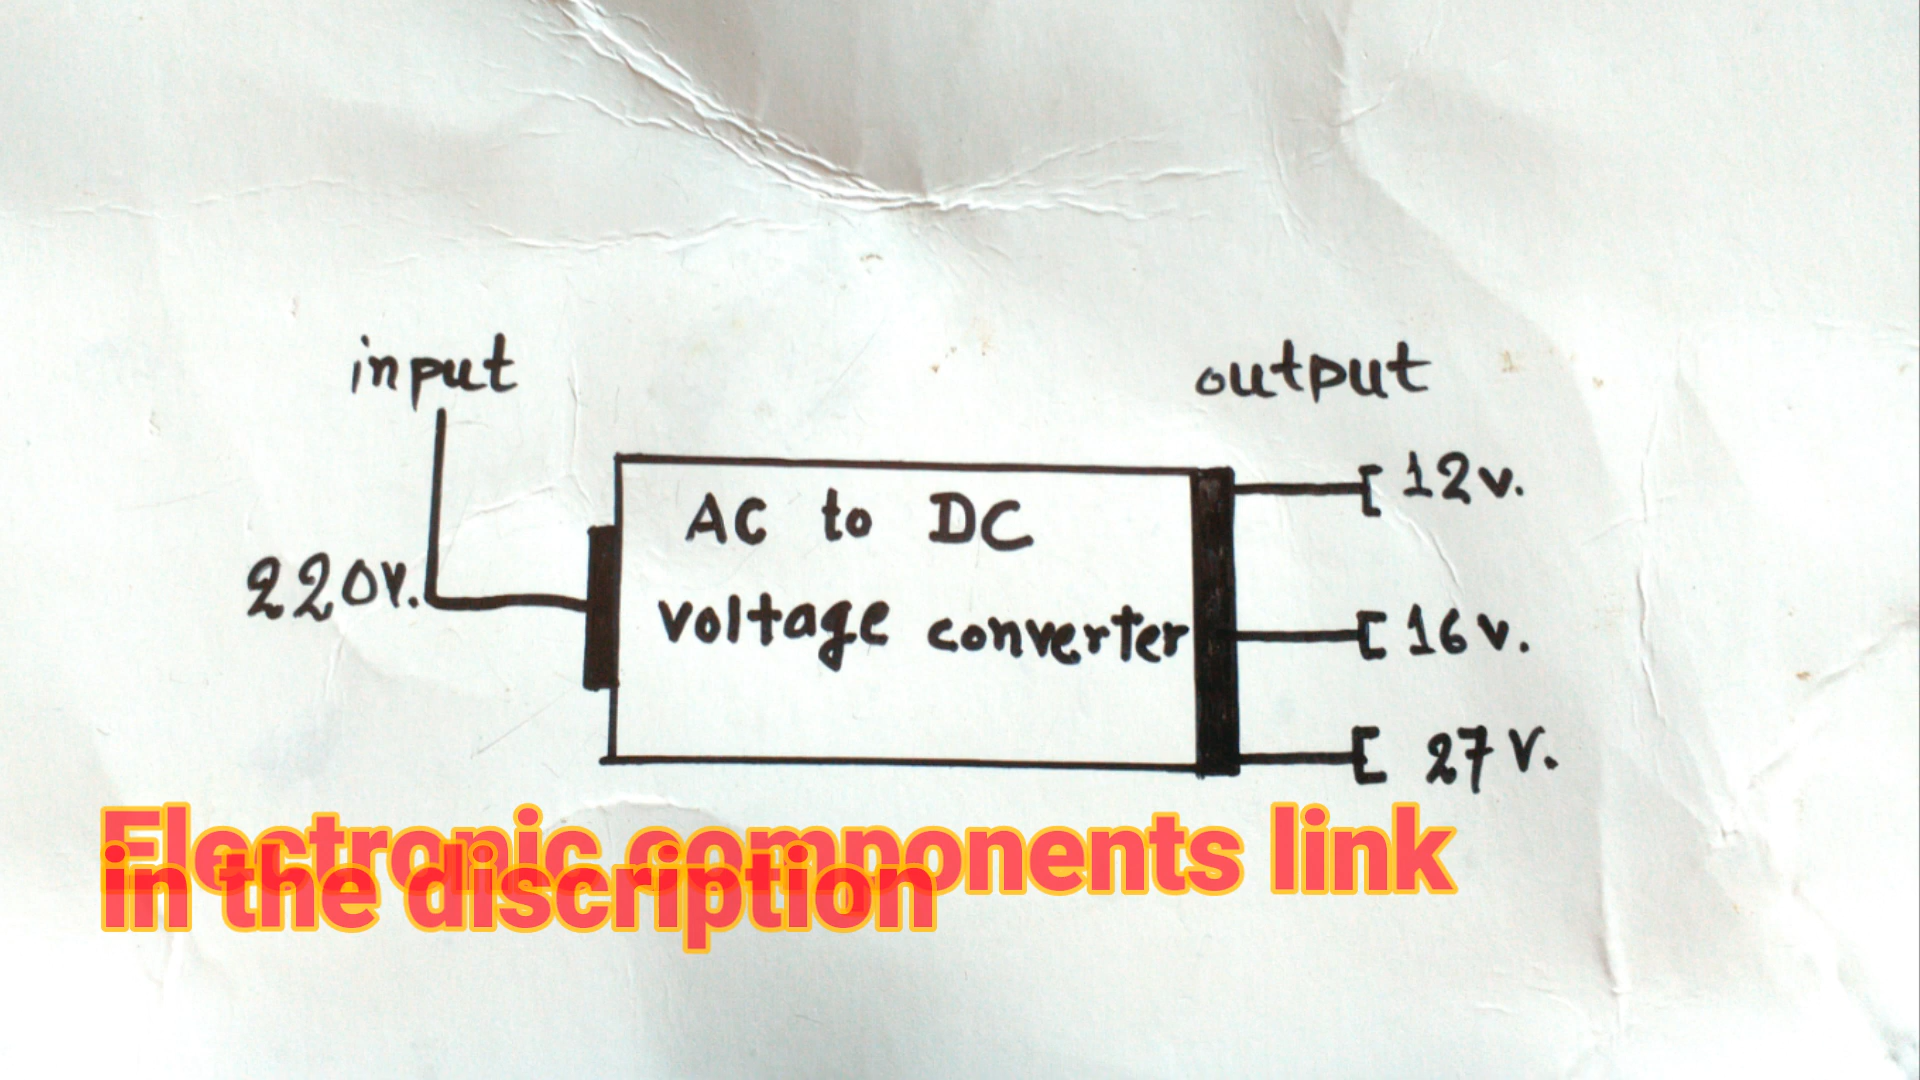 input
output
220v.
AC to DC
voltage converter
12v.
16v.
27V.
Electronic components link
in the discription